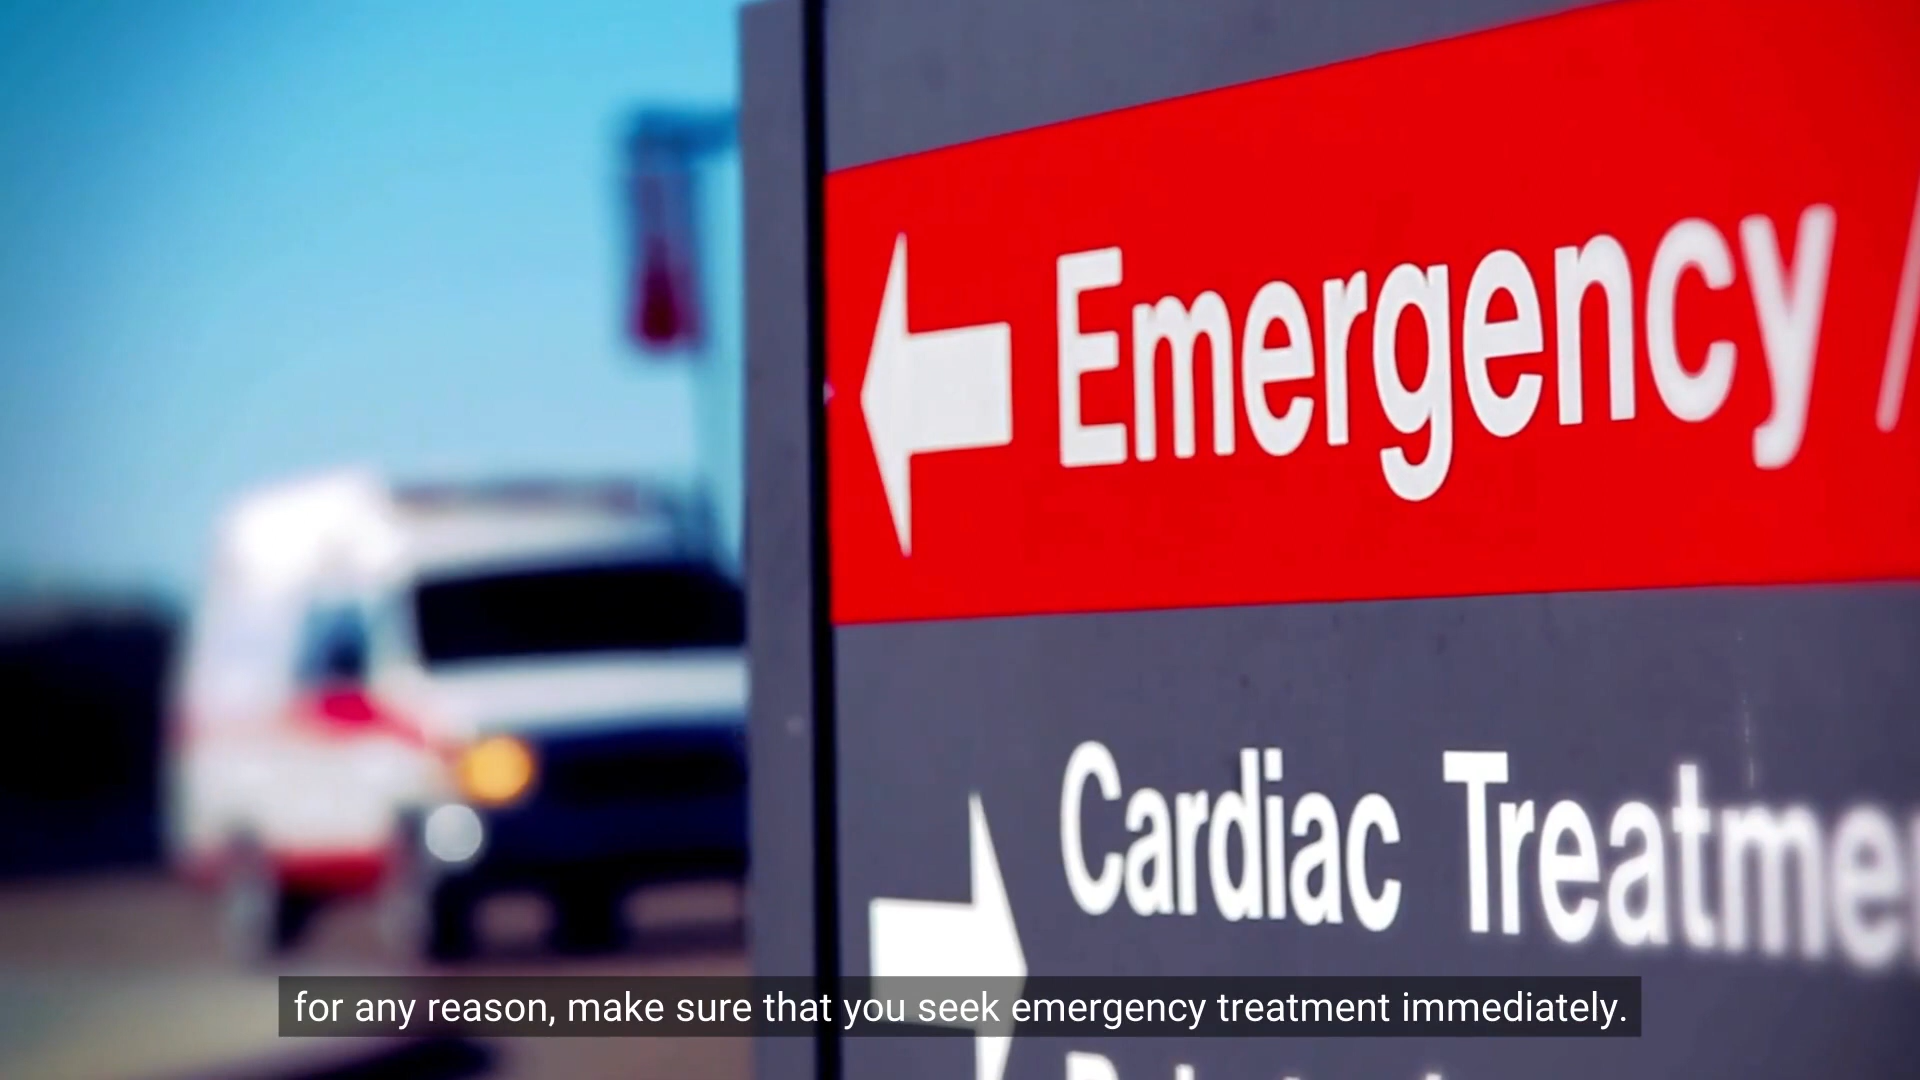 Emergency /
Cardiac Treatme
for any reason, make sure that you seek emergency treatment immediately.